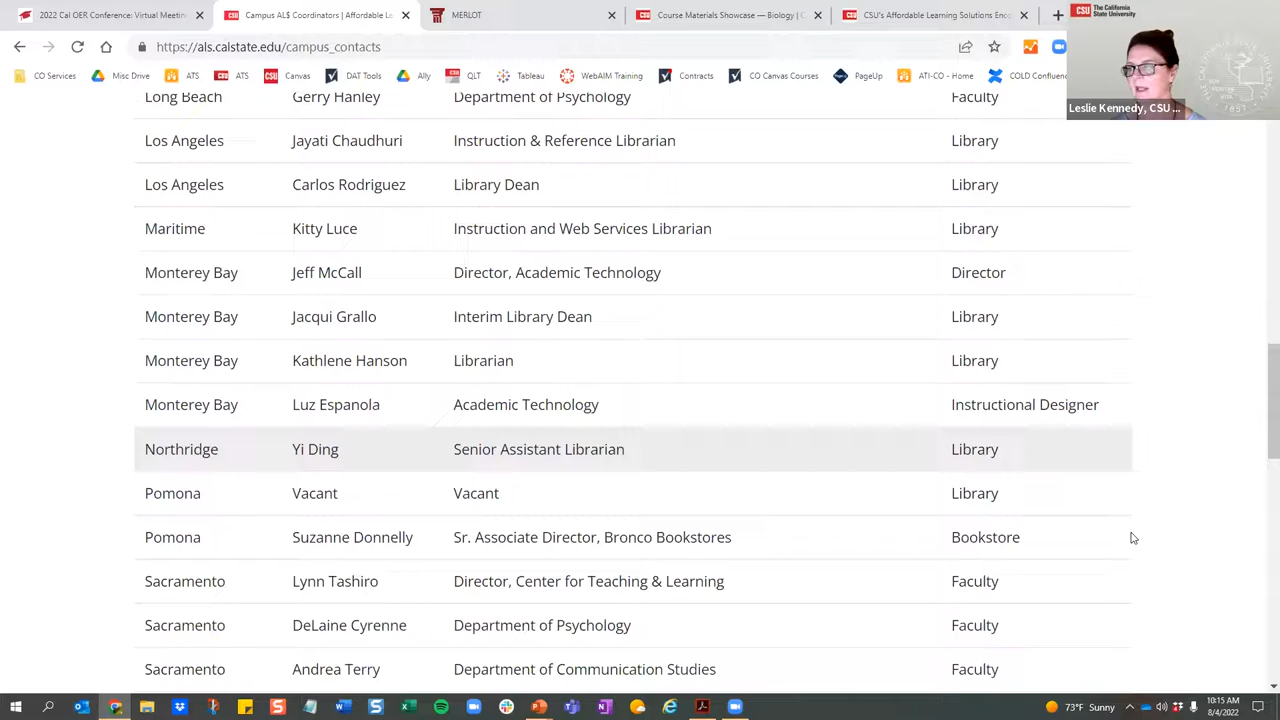 2022 Cal OER Conference Virtual Meetin
Campus AL$ Coordinators | Affordable Le
MERLOT
Course Materials Showcase — Biology | C
CSU's Affordable Learning Solutions Enco
CSU The California State University
https://als.calstate.edu/campus_contacts
CO Services
Misc Drive
ATS
ATS
Canvas
DAT Tools
Ally
QLT
Tableau
WebAIM Training
Contracts
CO Canvas Courses
PageUp
ATI-CO - Home
COLD Confluenc
Leslie Kennedy, CSU ...
Long Beach Gerry Hanley Department of Psychology Faculty
Los Angeles Jayati Chaudhuri Instruction & Reference Librarian Library
Los Angeles Carlos Rodriguez Library Dean Library
Maritime Kitty Luce Instruction and Web Services Librarian Library
Monterey Bay Jeff McCall Director, Academic Technology Director
Monterey Bay Jacqui Grallo Interim Library Dean Library
Monterey Bay Kathlene Hanson Librarian Library
Monterey Bay Luz Espanola Academic Technology Instructional Designer
Northridge Yi Ding Senior Assistant Librarian Library
Pomona Vacant Vacant Library
Pomona Suzanne Donnelly Sr. Associate Director, Bronco Bookstores Bookstore
Sacramento Lynn Tashiro Director, Center for Teaching & Learning Faculty
Sacramento DeLaine Cyrenne Department of Psychology Faculty
Sacramento Andrea Terry Department of Communication Studies Faculty
73°F Sunny
10:15 AM
8/4/2022